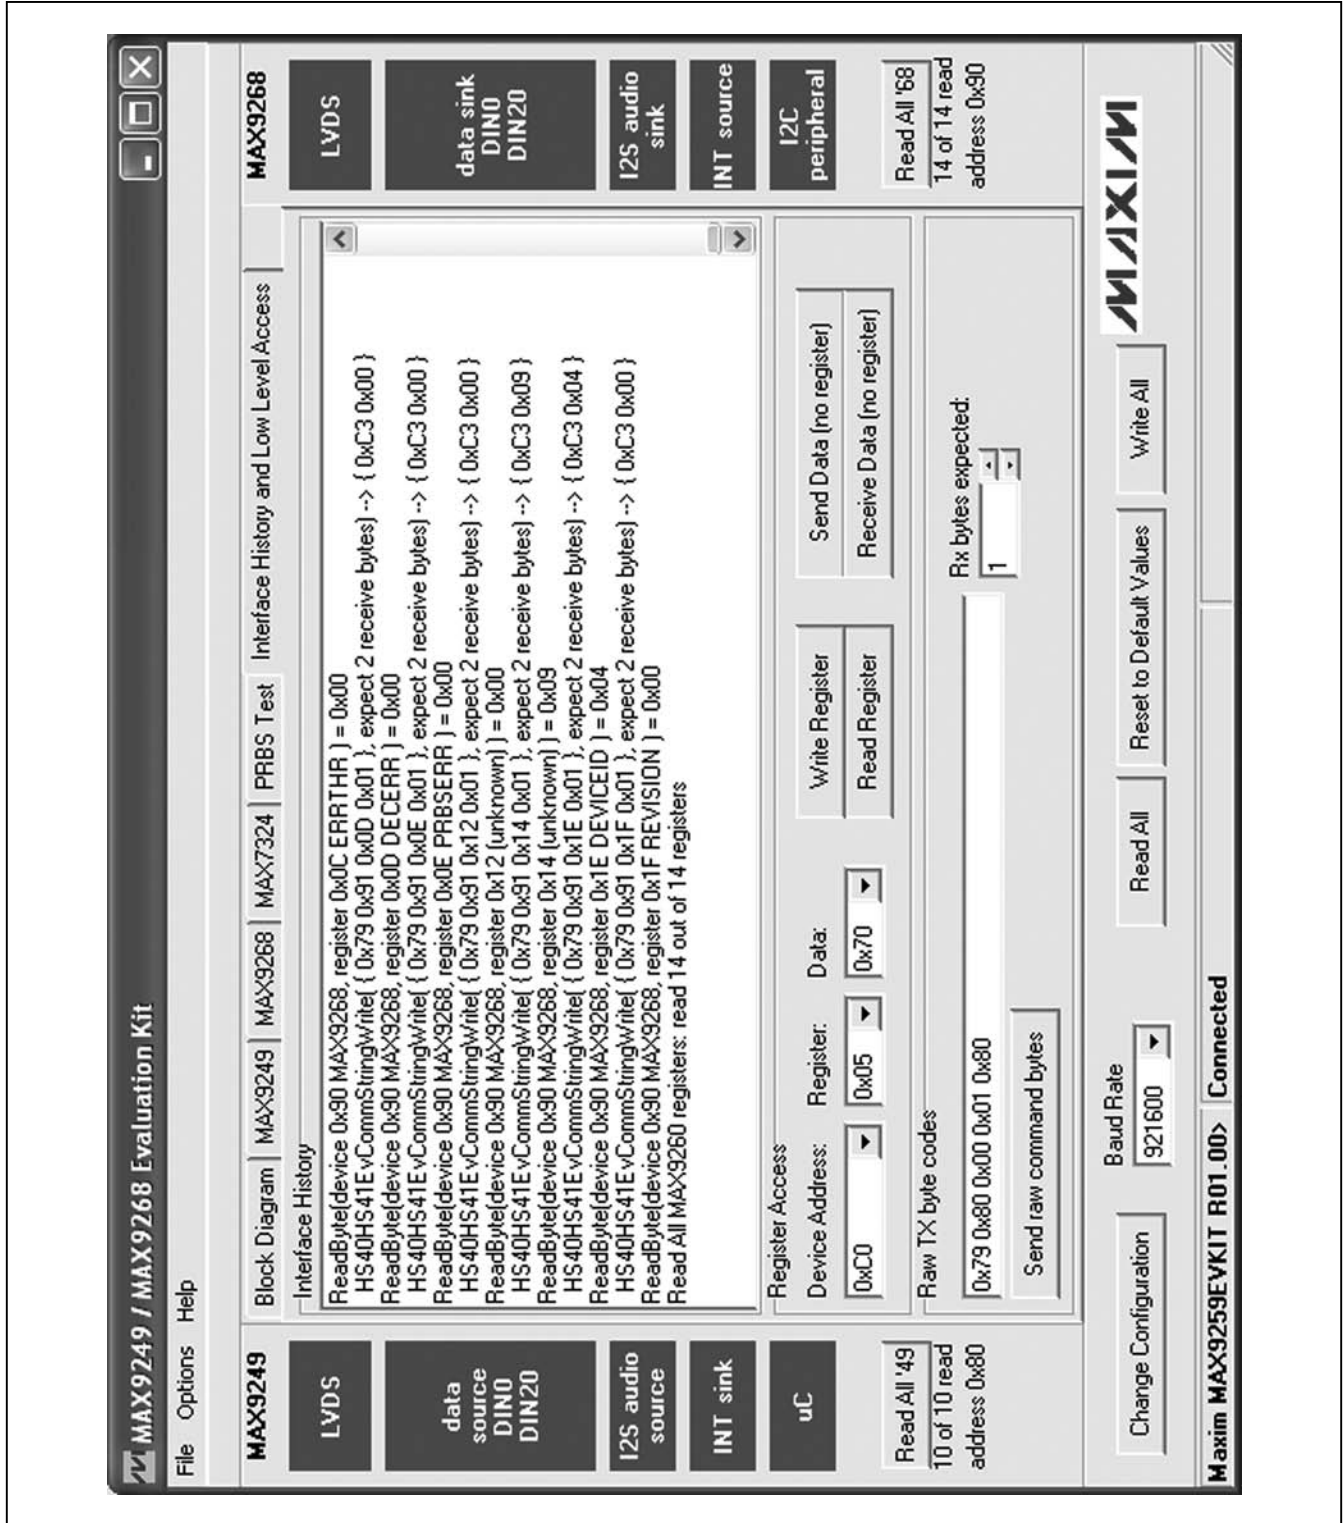 MAX9249 / MAX9268 Evaluation Kit
File Options Help
MAX9249
LVDS
data
source
DIN0
DIN20
I2S audio
source
INT sink
uC
Read All '49
10 of 10 read
address 0x80
Block Diagram MAX9249 MAX9268 MAX7324 PRBS Test Interface History and Low Level Access
Interface History
ReadByte(device 0x90 MAX9268, register 0x0C ERRTHR ) = 0x00
HS40HS41EvCommStringWrite( { 0x79 0x91 0x0D 0x01 }, expect 2 receive bytes) --> { 0xC3 0x00 }
ReadByte(device 0x90 MAX9268, register 0x0D DECERR ) = 0x00
HS40HS41EvCommStringWrite( { 0x79 0x91 0x0E 0x01 }, expect 2 receive bytes) --> { 0xC3 0x00 }
ReadByte(device 0x90 MAX9268, register 0x0E PRBSERR ) = 0x00
HS40HS41EvCommStringWrite( { 0x79 0x91 0x12 0x01 }, expect 2 receive bytes) --> { 0xC3 0x00 }
ReadByte(device 0x90 MAX9268, register 0x12 (unknown) ) = 0x00
HS40HS41EvCommStringWrite( { 0x79 0x91 0x14 0x01 }, expect 2 receive bytes) --> { 0xC3 0x09 }
ReadByte(device 0x90 MAX9268, register 0x14 (unknown) ) = 0x09
HS40HS41EvCommStringWrite( { 0x79 0x91 0x1E 0x01 }, expect 2 receive bytes) --> { 0xC3 0x04 }
ReadByte(device 0x90 MAX9268, register 0x1E DEVICEID ) = 0x04
HS40HS41EvCommStringWrite( { 0x79 0x91 0x1F 0x01 }, expect 2 receive bytes) --> { 0xC3 0x00 }
ReadByte(device 0x90 MAX9268, register 0x1F REVISION ) = 0x00
Read All MAX9260 registers: read 14 out of 14 registers
Register Access
Device Address: Register: Data:
0xC0 0x05 0x70
Write Register
Read Register
Send Data (no register)
Receive Data (no register)
Raw TX byte codes
Rx bytes expected:
0x79 0x80 0x00 0x01 0x80
1
Send raw command bytes
MAX9268
LVDS
data sink
DIN0
DIN20
I2S audio
sink
INT source
I2C
peripheral
Read All '68
14 of 14 read
address 0x90
Change Configuration
Baud Rate
921600
Read All
Reset to Default Values
Write All
MAXIM
Maxim MAX9259EVKIT R01.00> Connected